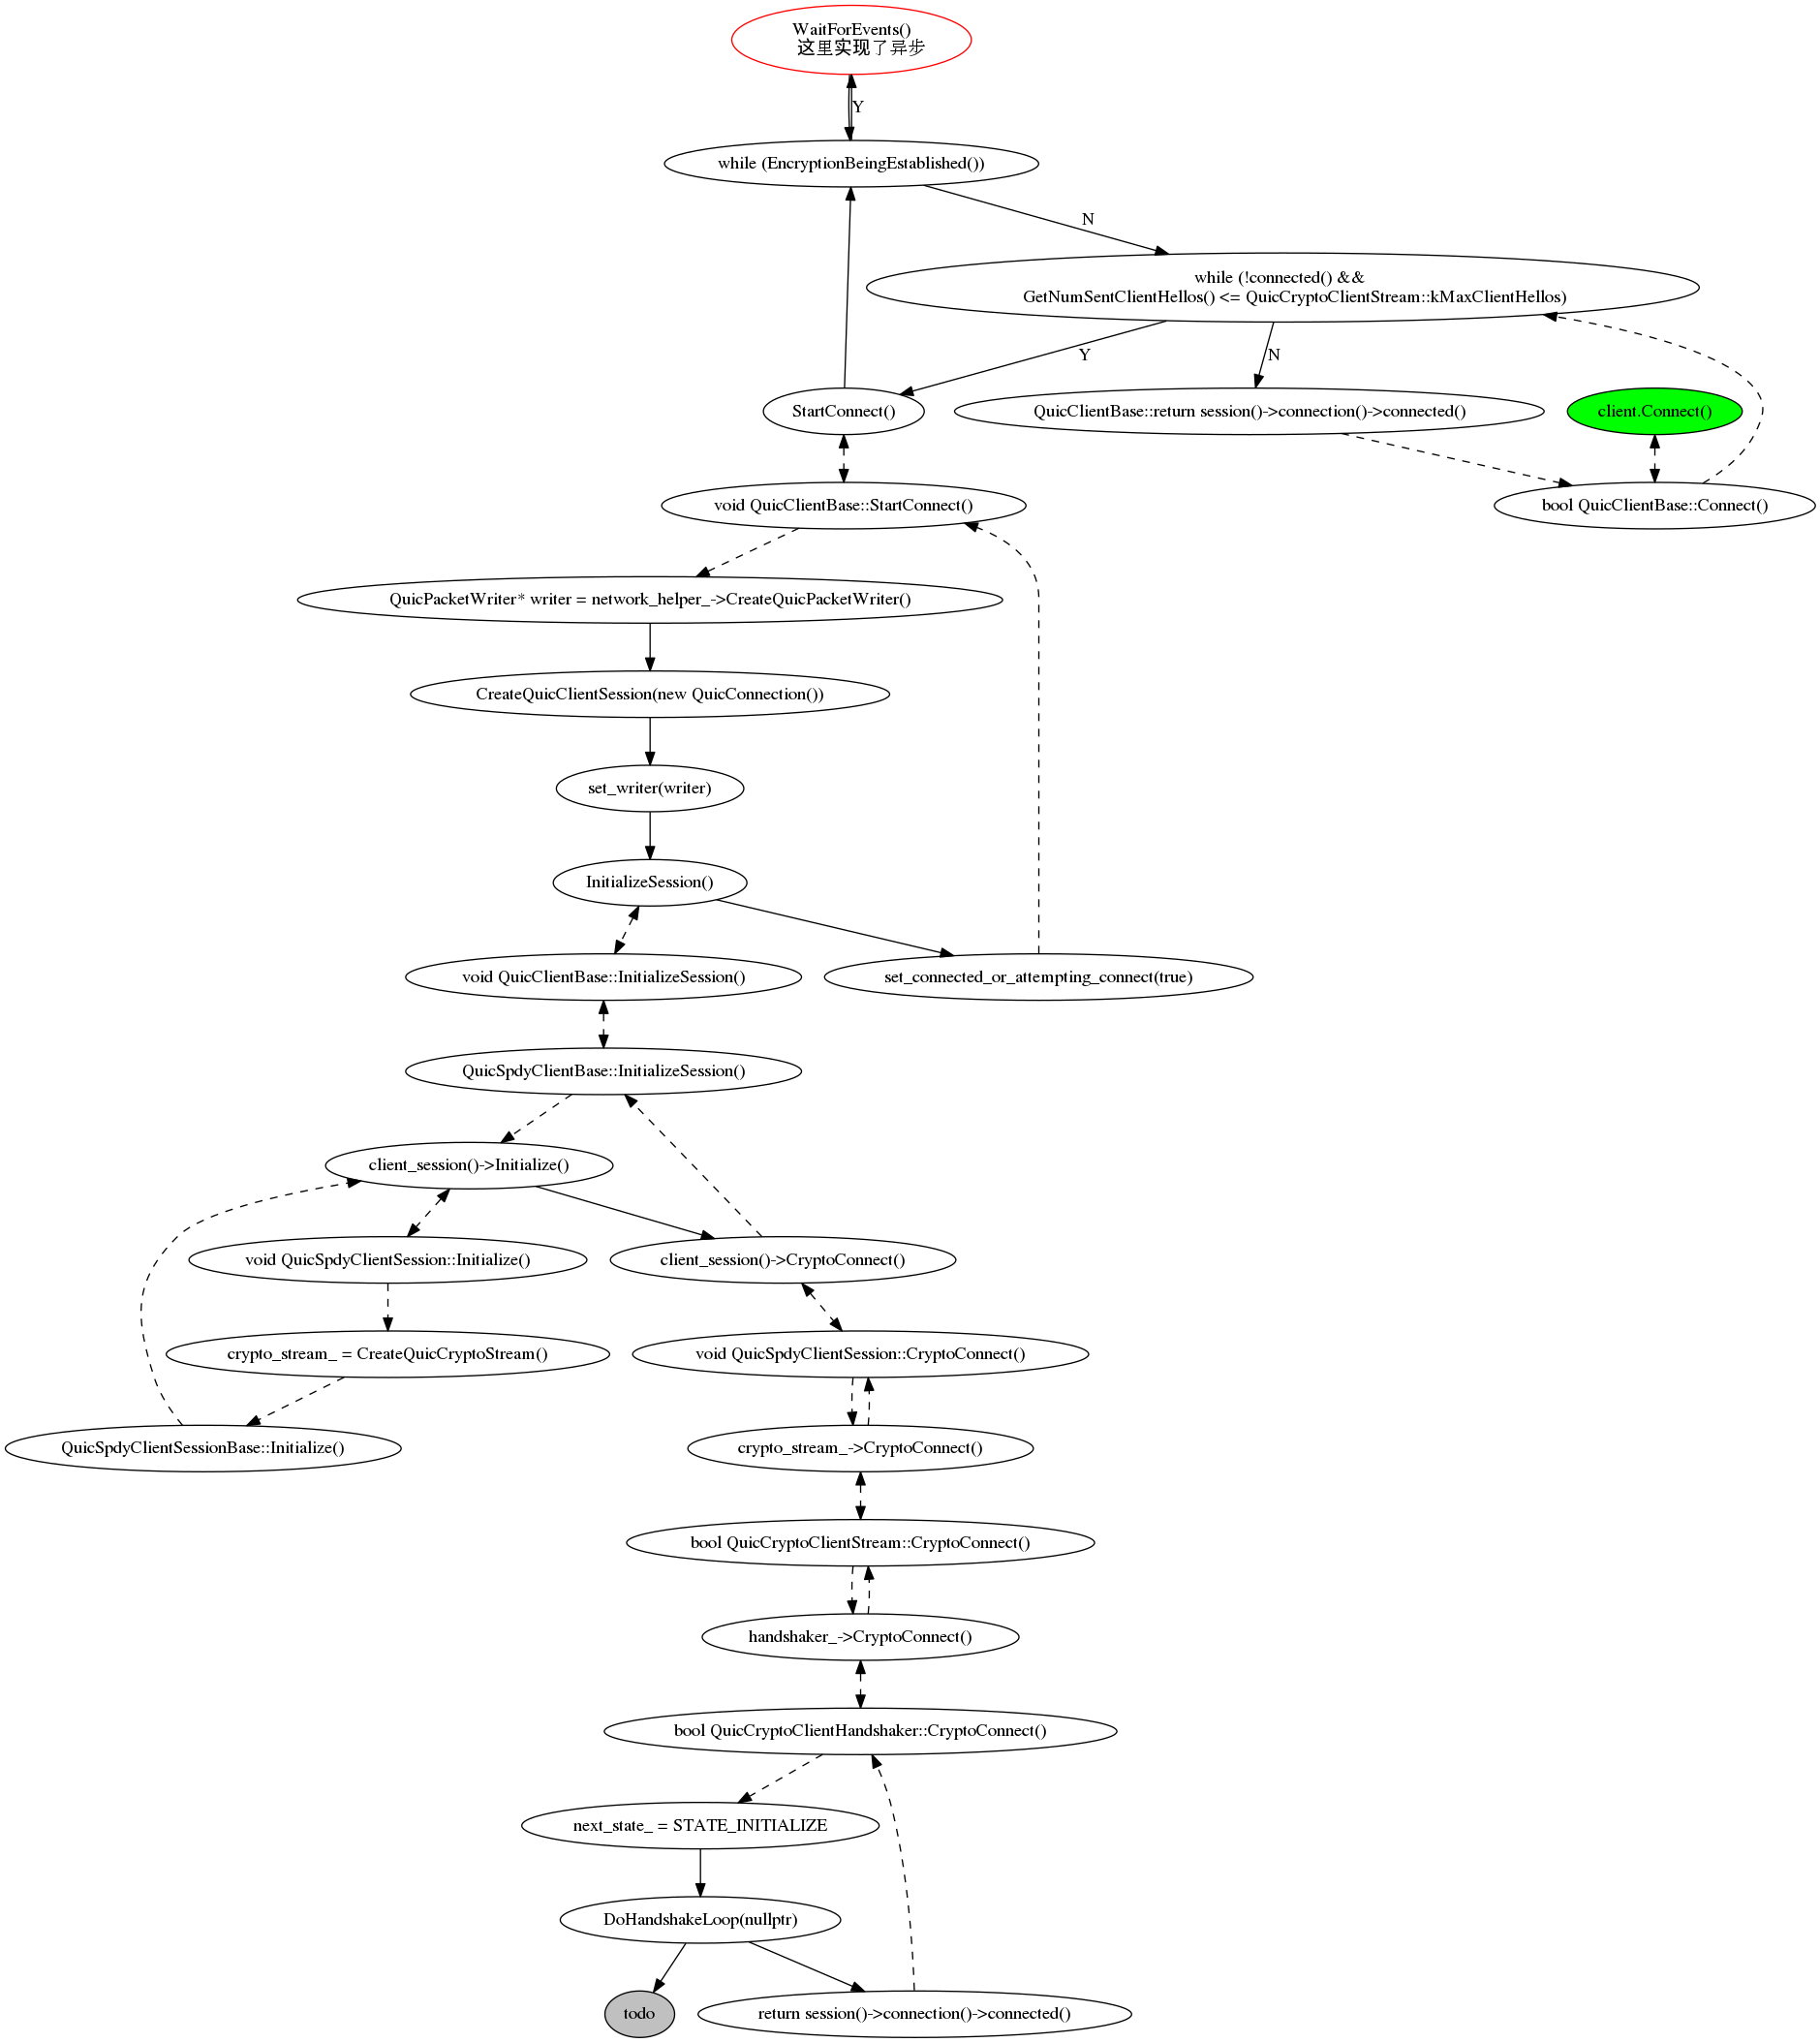 WaitForEvents()
这里实现了异步
Y
while (EncryptionBeingEstablished())
N
while (!connected() &&
GetNumSentClientHellos() <= QuicCryptoClientStream::kMaxClientHellos)
Y
N
StartConnect()
QuicClientBase::return session()->connection()->connected()
client.Connect()
void QuicClientBase::StartConnect()
bool QuicClientBase::Connect()
QuicPacketWriter* writer = network_helper_->CreateQuicPacketWriter()
CreateQuicClientSession(new QuicConnection())
set_writer(writer)
InitializeSession()
void QuicClientBase::InitializeSession()
set_connected_or_attempting_connect(true)
QuicSpdyClientBase::InitializeSession()
client_session()->Initialize()
void QuicSpdyClientSession::Initialize()
client_session()->CryptoConnect()
crypto_stream_ = CreateQuicCryptoStream()
void QuicSpdyClientSession::CryptoConnect()
QuicSpdyClientSessionBase::Initialize()
crypto_stream_->CryptoConnect()
bool QuicCryptoClientStream::CryptoConnect()
handshaker_->CryptoConnect()
bool QuicCryptoClientHandshaker::CryptoConnect()
next_state_ = STATE_INITIALIZE
DoHandshakeLoop(nullptr)
todo
return session()->connection()->connected()